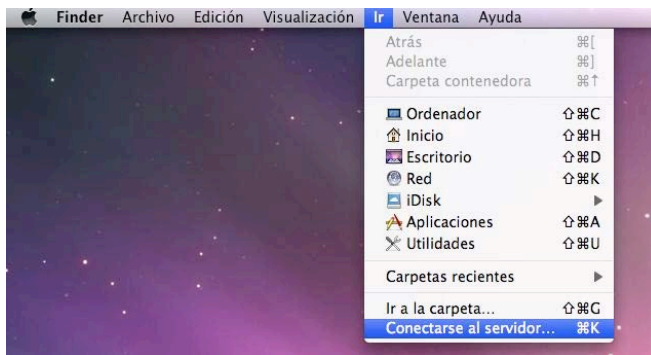 Finder Archivo Edición Visualización Ir Ventana Ayuda
Atrás ⌘[
Adelante ⌘]
Carpeta contenedora ⌘↑
Ordenador ⇧⌘C
Inicio ⇧⌘H
Escritorio ⇧⌘D
Red ⇧⌘K
iDisk
Aplicaciones ⇧⌘A
Utilidades ⇧⌘U
Carpetas recientes
Ir a la carpeta... ⇧⌘G
Conectarse al servidor... ⌘K